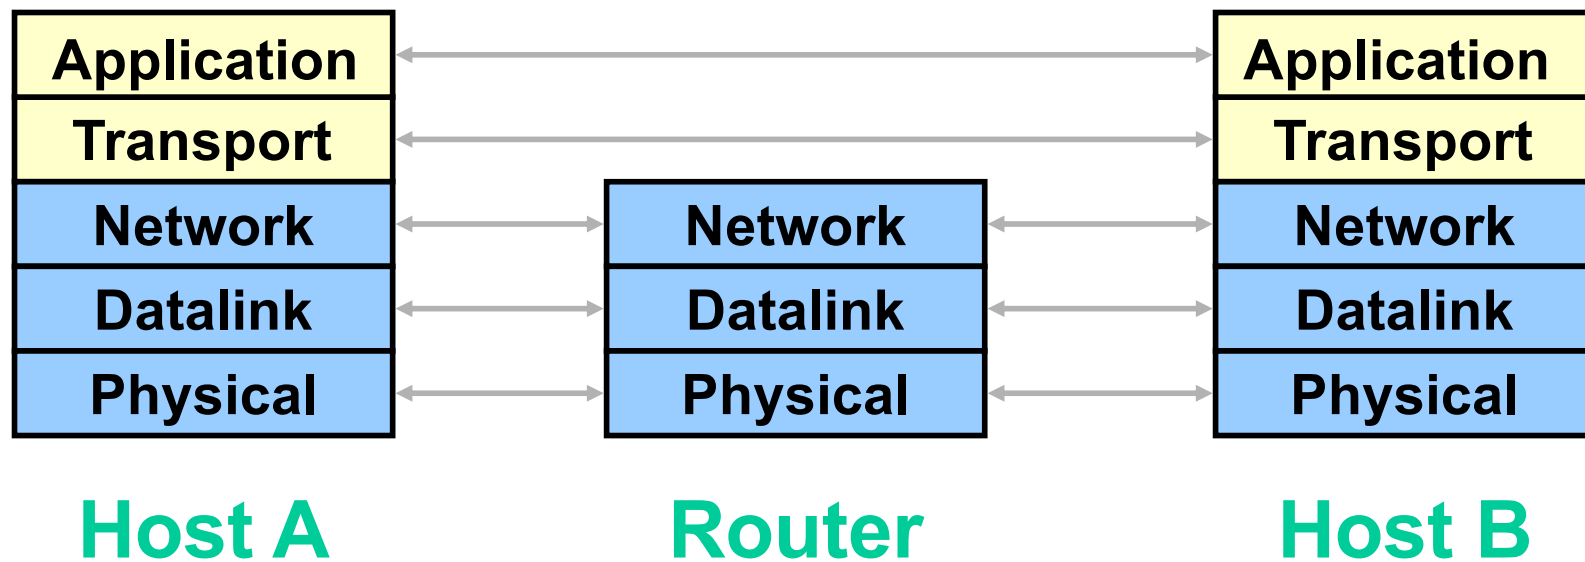 Application
Transport
Network
Datalink
Physical
Host A
Network
Datalink
Physical
Router
Application
Transport
Network
Datalink
Physical
Host B